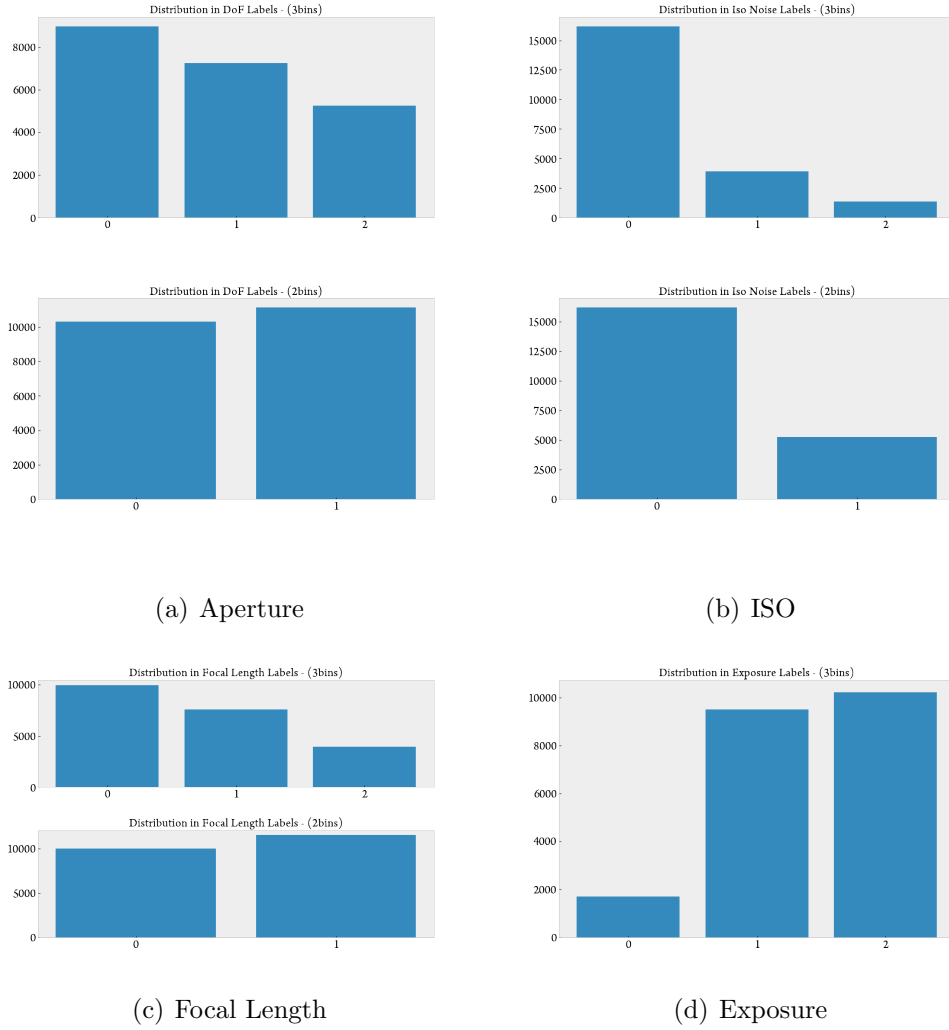 Distribution in DoF Labels - (3bins)
8000
6000
4000
2000
0
0 1 2
Distribution in Iso Noise Labels - (3bins)
15000
12500
10000
7500
5000
2500
0
0 1 2
Distribution in DoF Labels - (2bins)
10000
8000
6000
4000
2000
0
0 1
Distribution in Iso Noise Labels - (2bins)
15000
12500
10000
7500
5000
2500
0
0 1
(a) Aperture
(b) ISO
Distribution in Focal Length Labels - (3bins)
10000
5000
0
0 1 2
Distribution in Focal Length Labels - (2bins)
10000
5000
0
0 1
Distribution in Exposure Labels - (3bins)
10000
8000
6000
4000
2000
0
0 1 2
(c) Focal Length
(d) Exposure